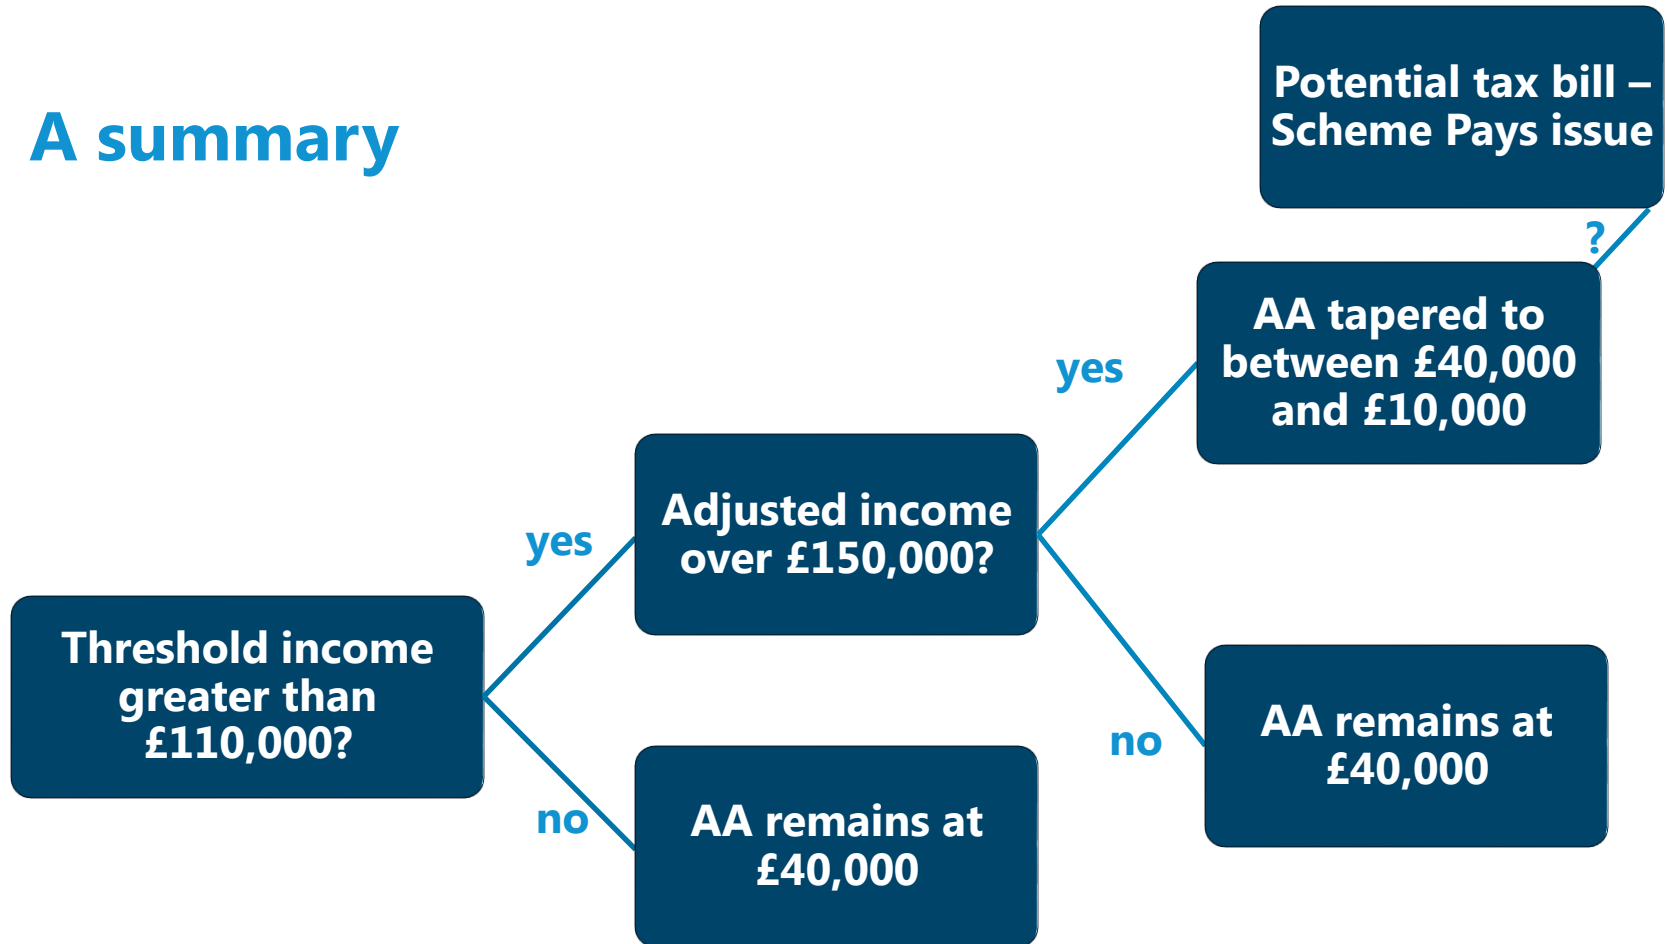 A summary
Threshold income
greater than
£110,000?
yes
no
Adjusted income
over £150,000?
AA remains at
£40,000
yes
no
AA tapered to
between £40,000
and £10,000
AA remains at
£40,000
?
Potential tax bill –
Scheme Pays issue